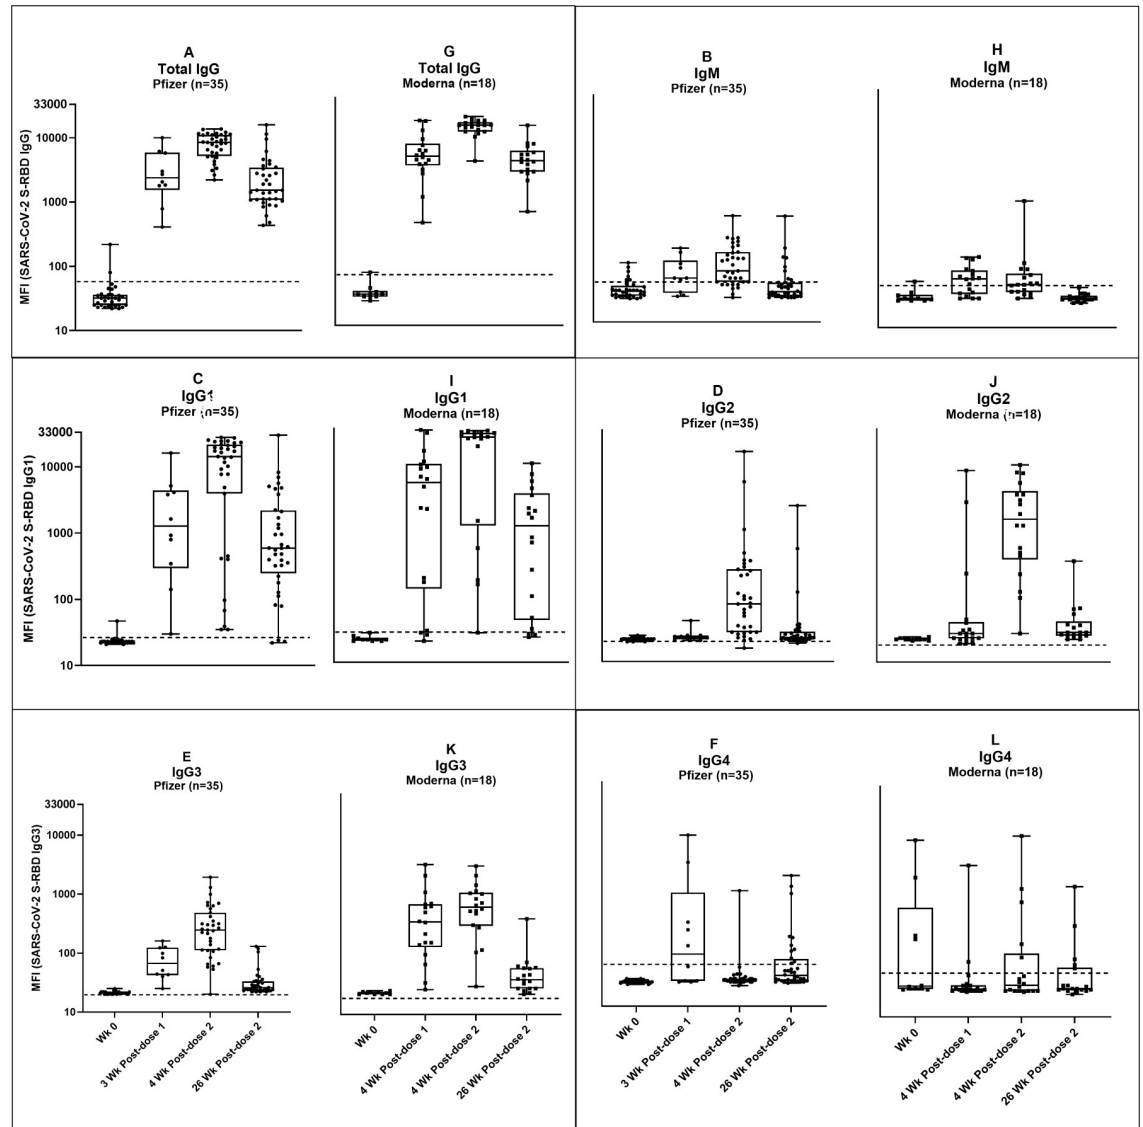 A
Total IgG
Pfizer (n=35)
G
Total IgG
Moderna (n=18)
B
IgM
Pfizer (n=35)
H
IgM
Moderna (n=18)
MFI (SARS-CoV-2 S-RBD IgG)
33000
10000
1000
100
10
C
IgG1
Pfizer (n=35)
I
IgG1
Moderna (n=18)
D
IgG2
Pfizer (n=35)
J
IgG2
Moderna (n=18)
MFI (SARS-CoV-2 S-RBD IgG1)
33000
10000
1000
100
10
E
IgG3
Pfizer (n=35)
K
IgG3
Moderna (n=18)
F
IgG4
Pfizer (n=35)
L
IgG4
Moderna (n=18)
MFI (SARS-CoV-2 S-RBD IgG3)
33000
10000
1000
100
10
Wk 0
3 Wk Post-dose 1
4 Wk Post-dose 2
26 Wk Post-dose 2
Wk 0
4 Wk Post-dose 1
4 Wk Post-dose 2
26 Wk Post-dose 2
Wk 0
3 Wk Post-dose 1
4 Wk Post-dose 2
26 Wk Post-dose 2
Wk 0
4 Wk Post-dose 1
4 Wk Post-dose 2
26 Wk Post-dose 2